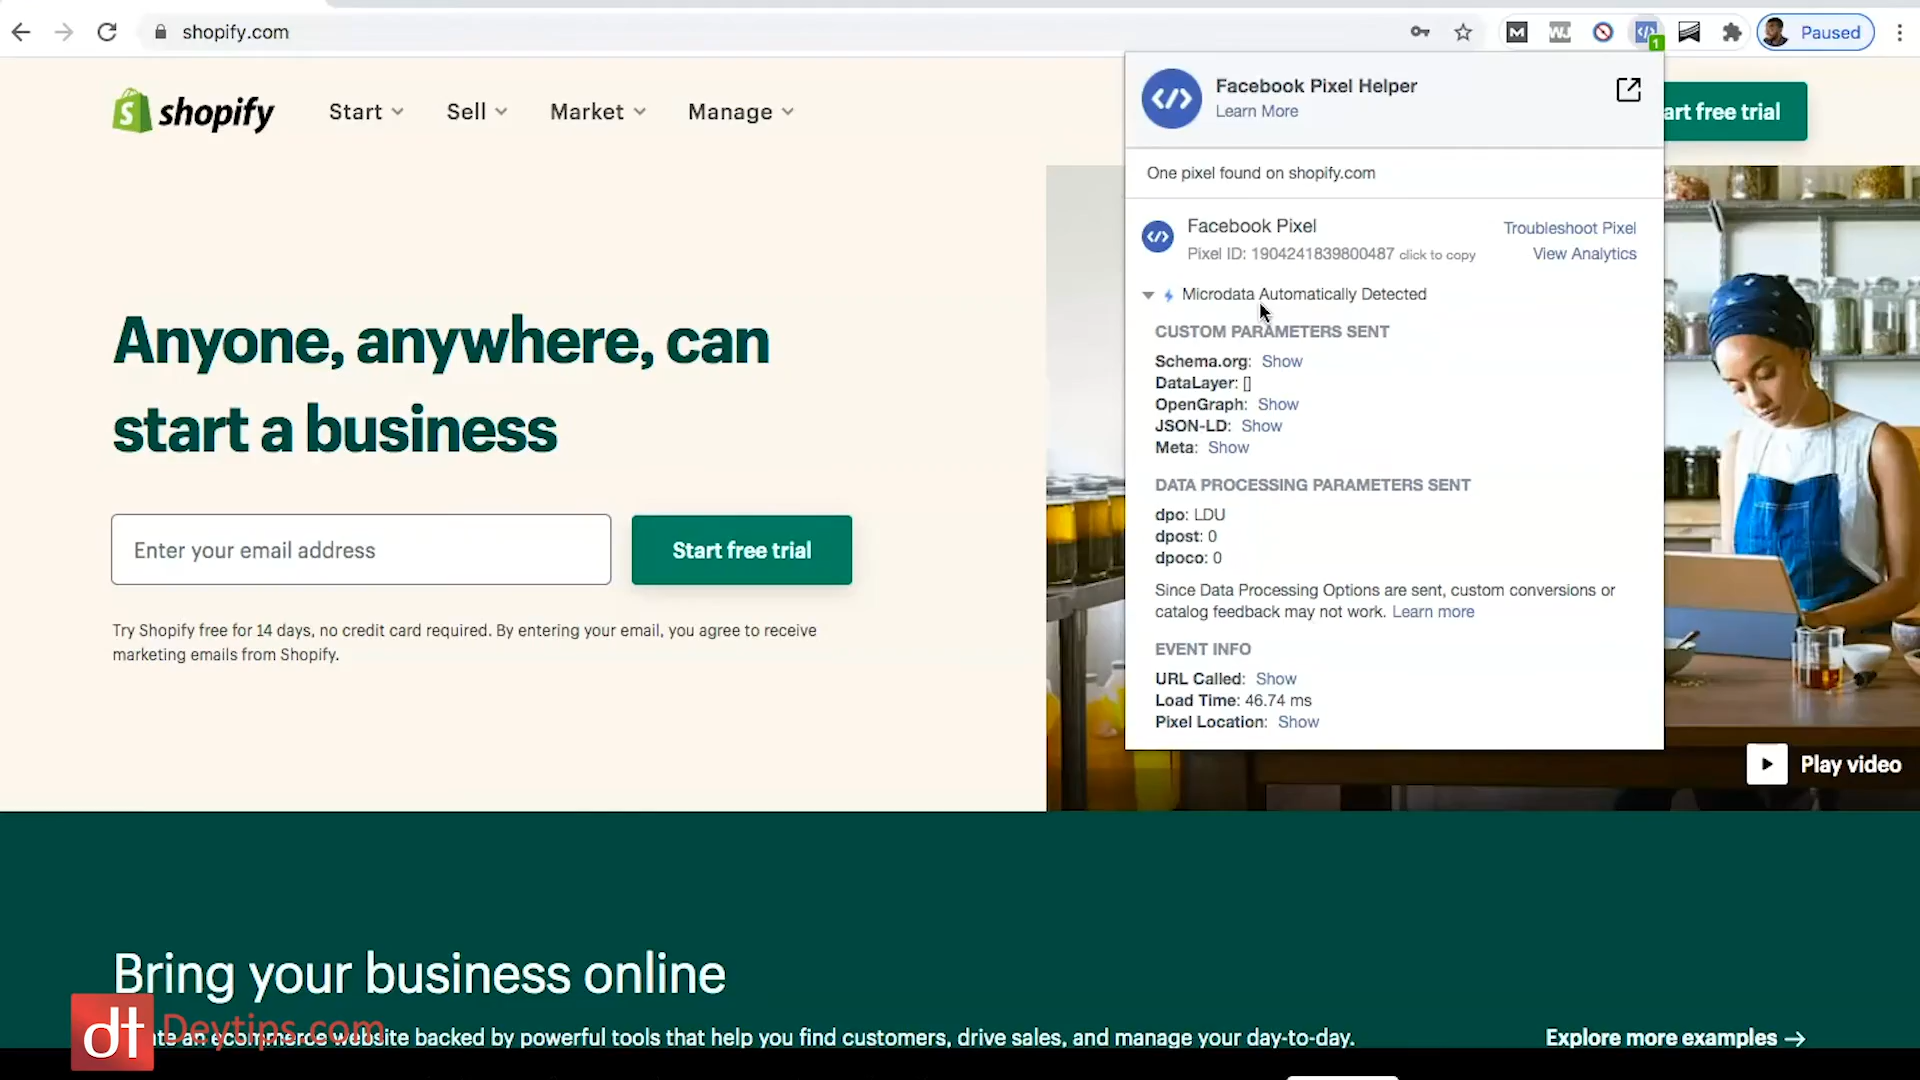 shopify.com
Paused
1
shopify
Start
Sell
Market
Manage
art free trial
Facebook Pixel Helper
Learn More
One pixel found on shopify.com
Facebook Pixel
Troubleshoot Pixel
Pixel ID: 1904241839800487 click to copy
View Analytics
Microdata Automatically Detected
CUSTOM PARAMETERS SENT
Schema.org: Show
DataLayer: []
OpenGraph: Show
JSON-LD: Show
Meta: Show
DATA PROCESSING PARAMETERS SENT
dpo: LDU
dpost: 0
dpoco: 0
Since Data Processing Options are sent, custom conversions or
catalog feedback may not work. Learn more
EVENT INFO
URL Called: Show
Load Time: 46.74 ms
Pixel Location: Show
Anyone, anywhere, can
start a business
Enter your email address
Start free trial
Try Shopify free for 14 days, no credit card required. By entering your email, you agree to receive
marketing emails from Shopify.
Play video
Bring your business online
dt Deytips.com
ate an ecommerce website backed by powerful tools that help you find customers, drive sales, and manage your day-to-day.
Explore more examples →